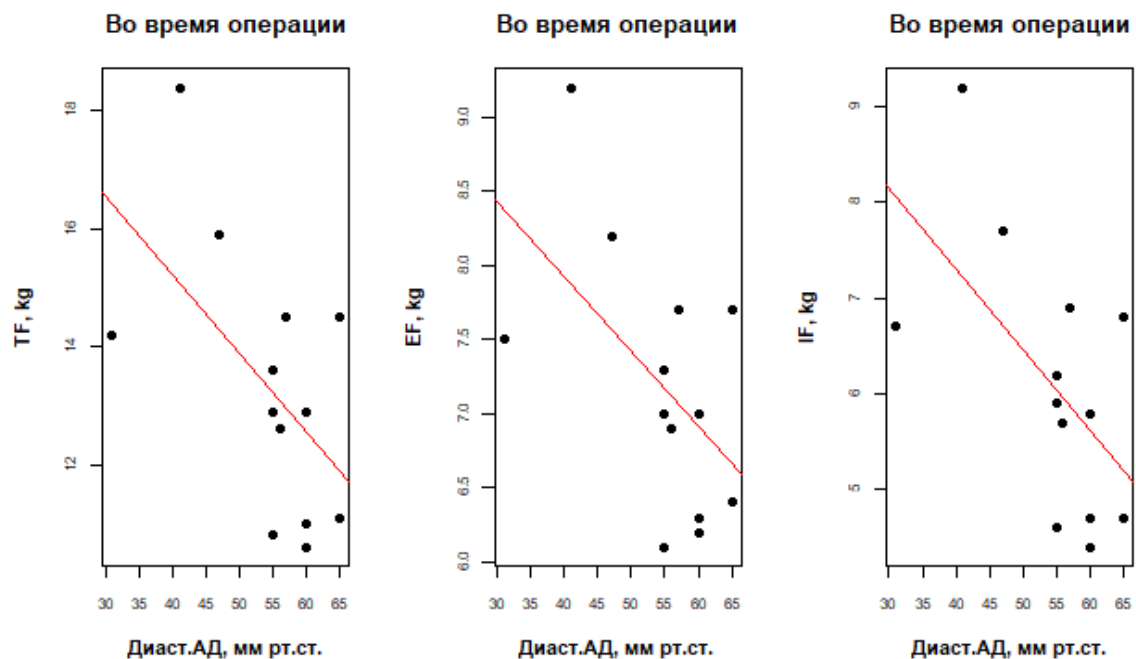 Во время операции
Во время операции
Во время операции
TF, kg
18
16
14
12
30 35 40 45 50 55 60 65
Диаст.АД, мм рт.ст.
EF, kg
9.0
8.5
8.0
7.5
7.0
6.5
6.0
30 35 40 45 50 55 60 65
Диаст.АД, мм рт.ст.
IF, kg
9
8
7
6
5
30 35 40 45 50 55 60 65
Диаст.АД, мм рт.ст.